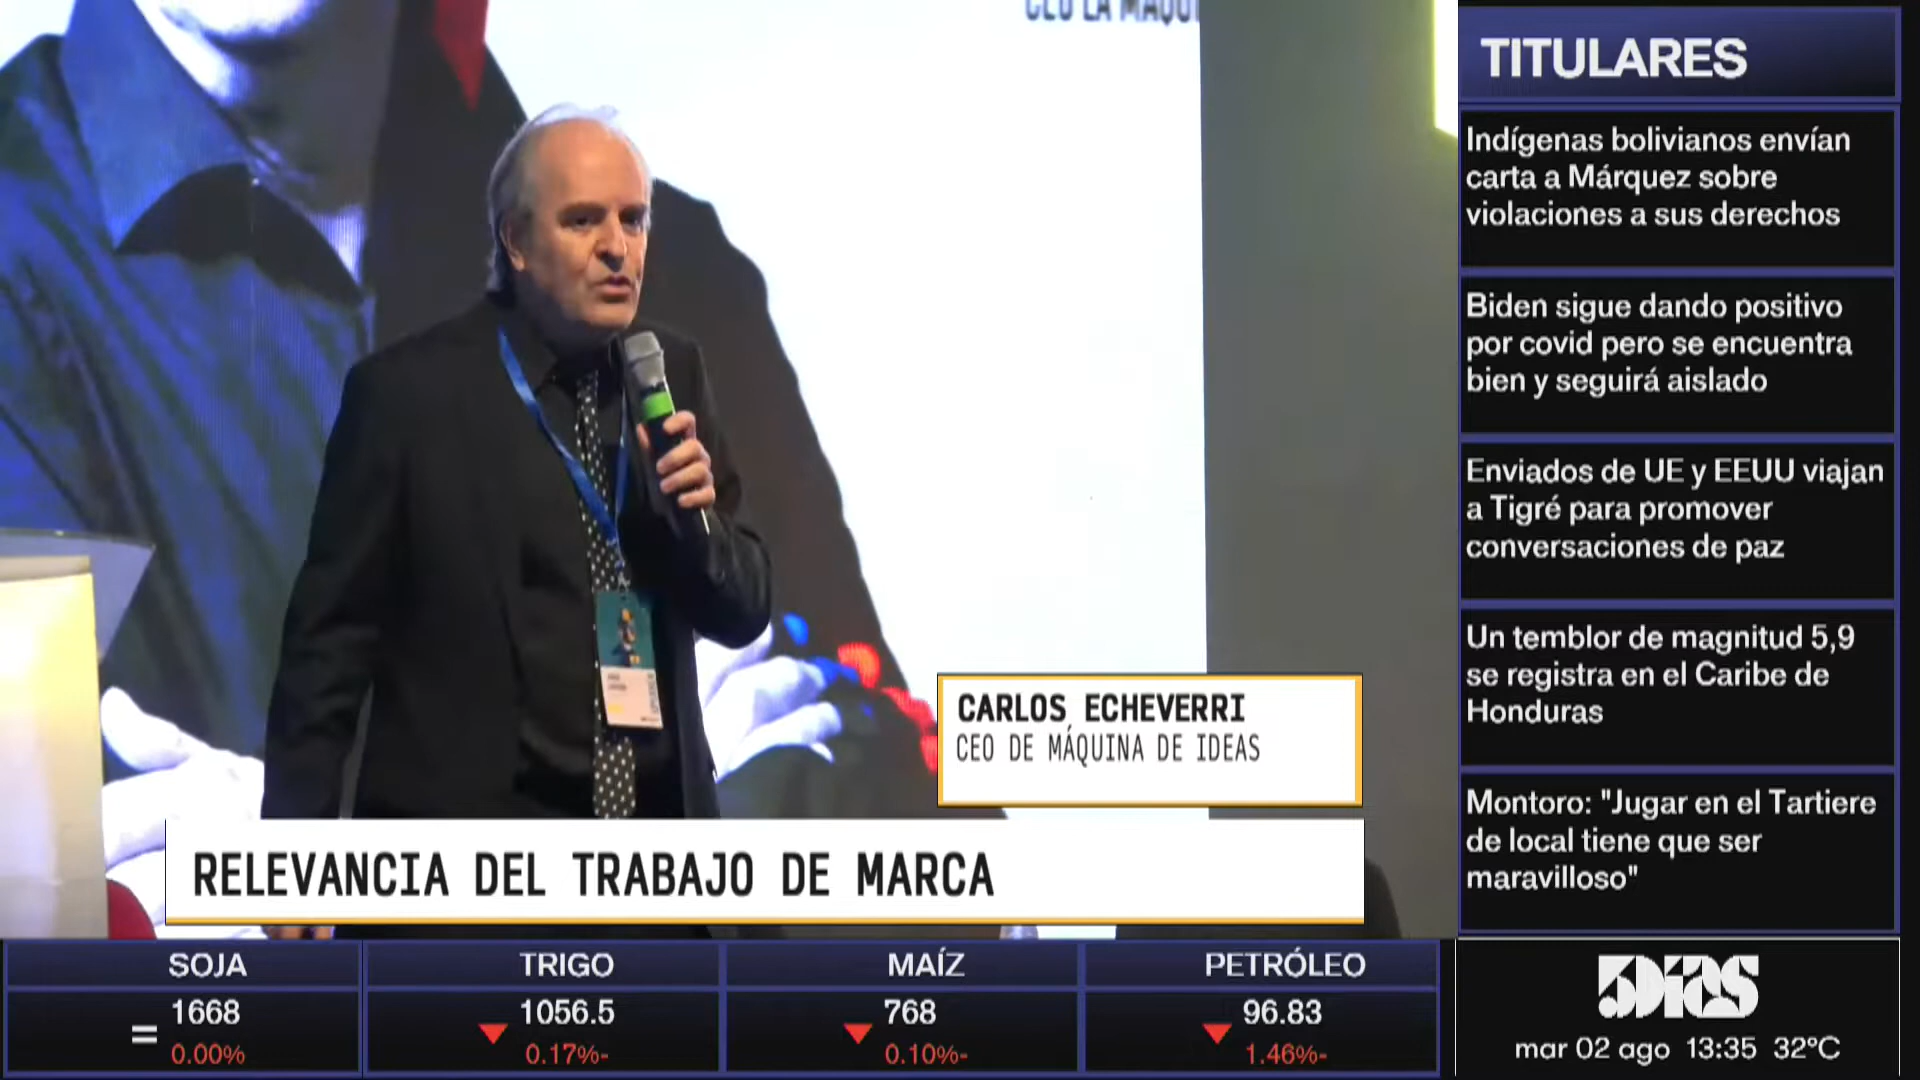 CEO LA MÁQUI
TITULARES
Indígenas bolivianos envían
carta a Márquez sobre
violaciones a sus derechos
Biden sigue dando positivo
por covid pero se encuentra
bien y seguirá aislado
Enviados de UE y EEUU viajan
a Tigré para promover
conversaciones de paz
Un temblor de magnitud 5,9
se registra en el Caribe de
Honduras
Montoro: "Jugar en el Tartiere
de local tiene que ser
maravilloso"
CARLOS ECHEVERRI
CEO DE MÁQUINA DE IDEAS
RELEVANCIA DEL TRABAJO DE MARCA
SOJA
= 1668
0.00%
TRIGO
1056.5
0.17%-
MAÍZ
768
0.10%-
PETRÓLEO
96.83
1.46%-
5Días
mar 02 ago 13:35 32°C